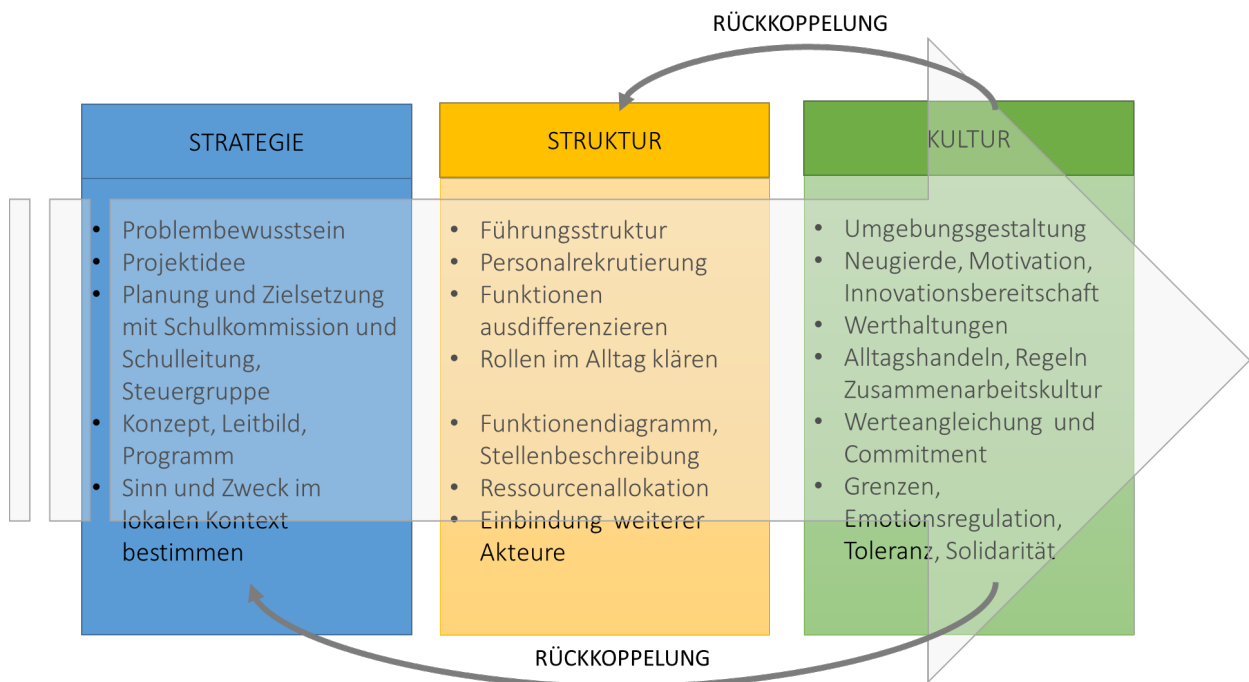 RÜCKKOPPELUNG
STRATEGIE
• Problembewusstsein
• Projektidee
• Planung und Zielsetzung
mit Schulkommission und
Schulleitung,
Steuergruppe
• Konzept, Leitbild,
Programm
• Sinn und Zweck im
lokalen Kontext
bestimmen
STRUKTUR
• Führungsstruktur
• Personalrekrutierung
• Funktionen
ausdifferenzieren
• Rollen im Alltag klären
• Funktionendiagramm,
Stellenbeschreibung
• Ressourcenallokation
• Einbindung weiterer
Akteure
KULTUR
• Umgebungsgestaltung
• Neugierde, Motivation,
Innovationsbereitschaft
• Werthaltungen
• Alltagshandeln, Regeln
Zusammenarbeitskultur
• Werteangleichung und
Commitment
• Grenzen,
Emotionsregulation,
Toleranz, Solidarität
RÜCKKOPPELUNG